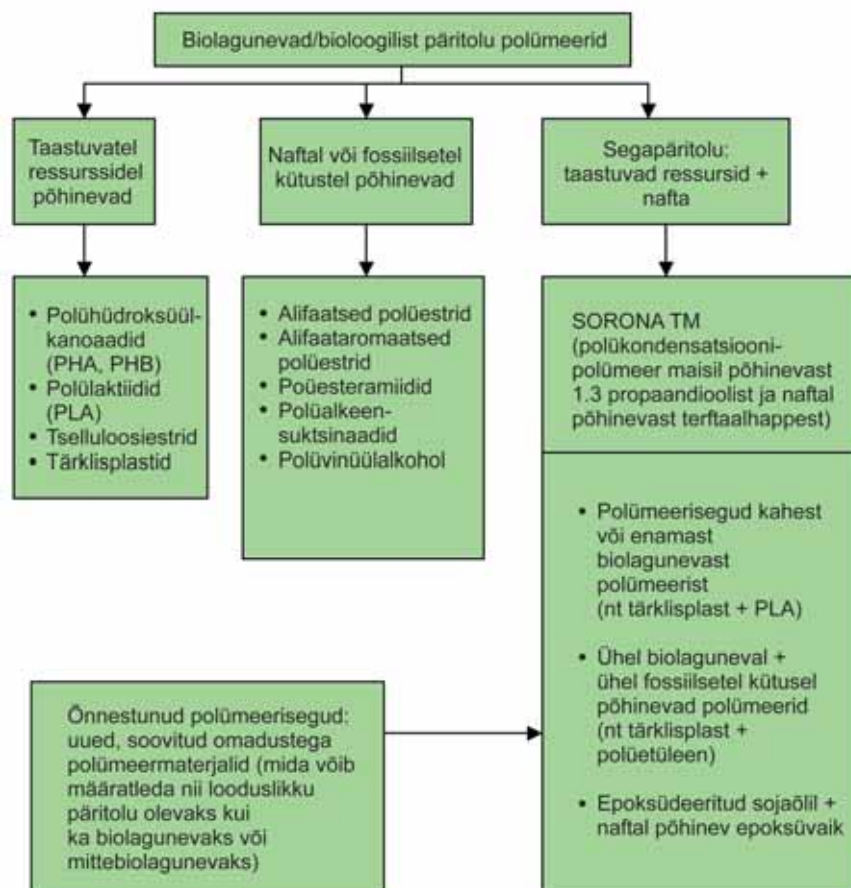 Biolagunevad/bioloogilist päritolu polümeerid
Taastuvatel
ressurssidel
põhinevad
Naftal või fossiilsetel
kütustel põhinevad
Segapäritolu:
taastuvad ressursid +
nafta
• Polühüdroksüül-
kanoaadid
(PHA, PHB)
• Polülaktiidid
(PLA)
• Tselluloosiestrid
• Tärklisplastid
• Alifaatsed polüestrid
• Alifaataromaatsed
polüestrid
• Poüesteramiidid
• Polüalkeen-
suktsinaadid
• Polüvinüülalkohol
SORONA TM
(polükondensatsiooni-
polümeer maisil põhinevast
1.3 propaandioolist ja naftal
põhinevast terftaalhappest)
• Polümeerisegud kahest
või enamast
biolagunevast
polümeerist
(nt tärklisplast + PLA)
• Ühel biolaguneval +
ühel fossiilsetel kütusel
põhinevad polümeerid
(nt tärklisplast +
polüetüleen)
• Epoksüdeeritud sojaõlil +
naftal põhinev epoksüvaik
Õnnestunud polümeerisegud:
uued, soovitud omadustega
polümeermaterjalid (mida võib
määratleda nii looduslikku
päritolu olevaks kui
ka biolagunevaks või
mittebiolagunevaks)